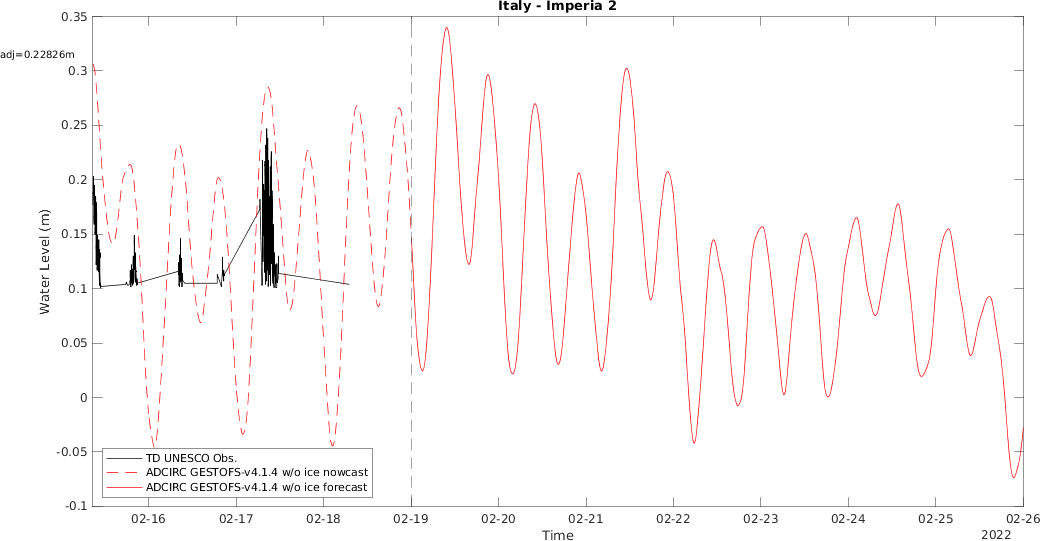 Italy - Imperia 2
adj=0.22826m
0.35
0.3
0.25
0.2
0.15
0.1
0.05
0
-0.05
-0.1
Water Level (m)
TD UNESCO Obs.
ADCIRC GESTOFS-v4.1.4 w/o ice nowcast
ADCIRC GESTOFS-v4.1.4 w/o ice forecast
02-16 02-17 02-18 02-19 02-20 02-21 02-22 02-23 02-24 02-25 02-26
Time
2022